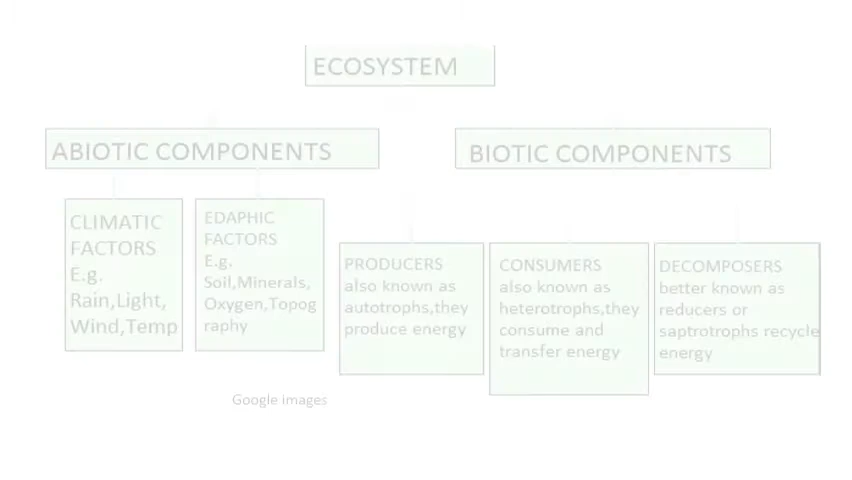 ECOSYSTEM
ABIOTIC COMPONENTS
BIOTIC COMPONENTS
CLIMATIC
FACTORS
E.g.
Rain,Light,
Wind,Temp
EDAPHIC
FACTORS
E.g.
Soil,Minerals,
Oxygen,Topog
raphy
PRODUCERS
also known as
autotrophs,they
produce energy
CONSUMERS
also known as
heterotrophs,they
consume and
transfer energy
DECOMPOSERS
better known as
reducers or
saptrotrophs recycle
energy
Google images